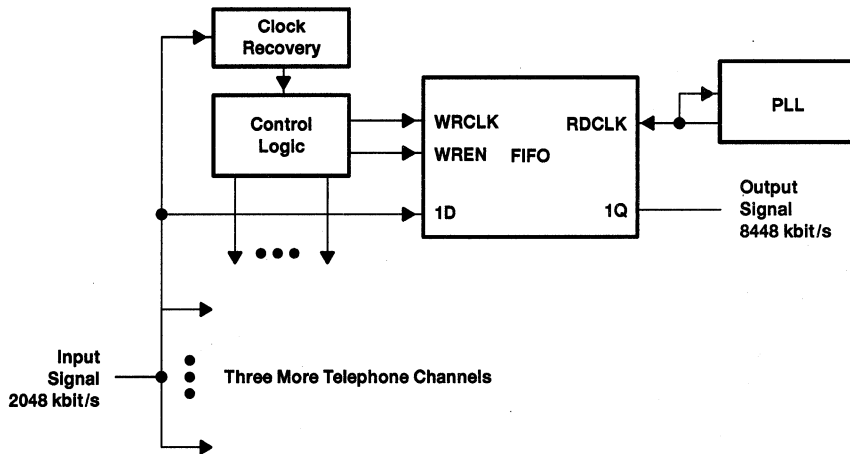 Clock
Recovery
Control
Logic
WRCLK
WREN
FIFO
RDCLK
1D
1Q
PLL
Output
Signal
8448 kbit/s
Input
Signal
2048 kbit/s
Three More Telephone Channels